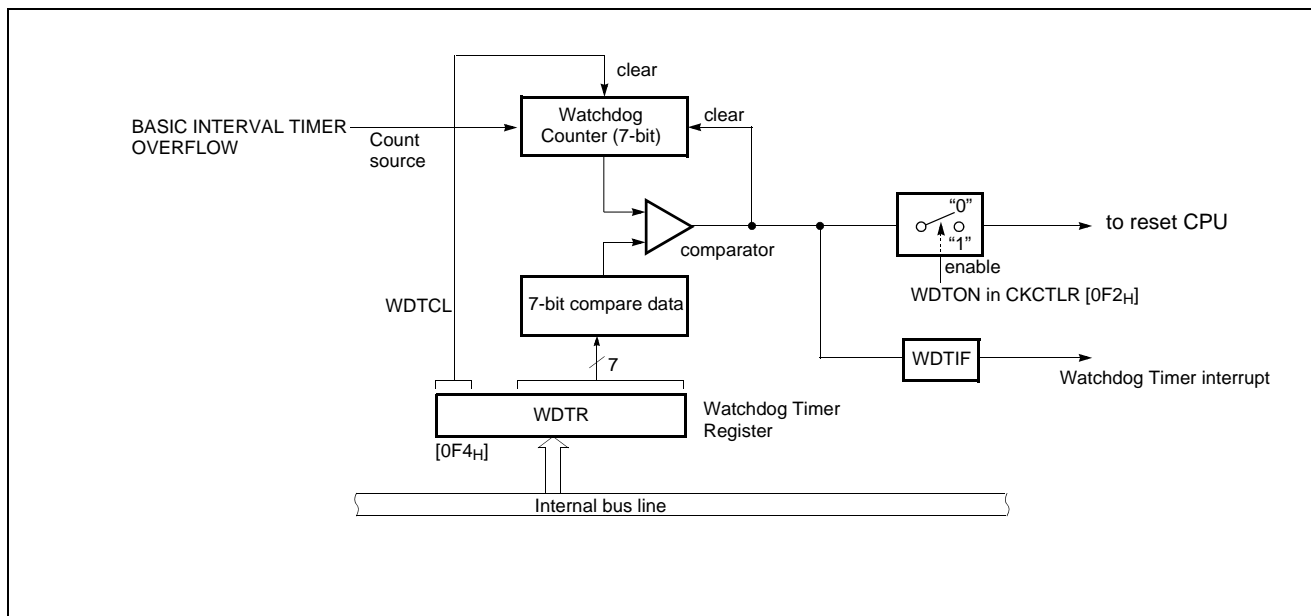 clear
Watchdog
Counter (7-bit)
clear
BASIC INTERVAL TIMER
OVERFLOW
Count
source
“0”
“1”
to reset CPU
comparator
enable
WDTON in CKCTLR [0F2H]
WDTCL
7-bit compare data
7
WDTIF
Watchdog Timer interrupt
WDTR
Watchdog Timer
Register
[0F4H]
Internal bus line